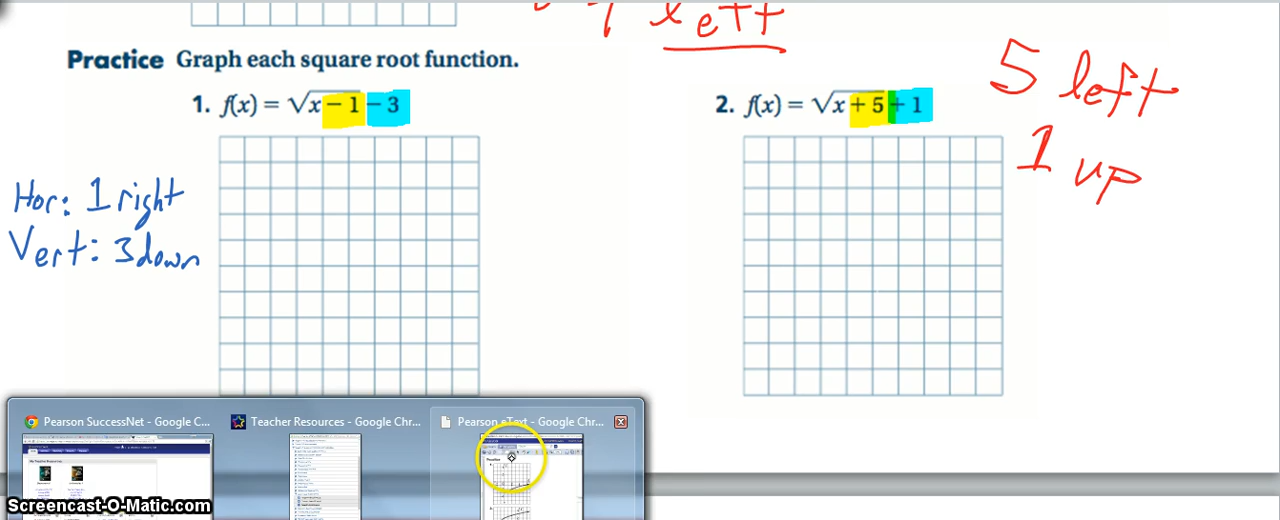 left
Practice Graph each square root function.
1. f(x) = √x − 1 − 3
2. f(x) = √x + 5 + 1
5 left
1 up
Hor: 1 right
Vert: 3 down
Pearson SuccessNet - Google C...
Teacher Resources - Google Chr...
Pearson eText - Google Chr...
Screencast-O-Matic.com